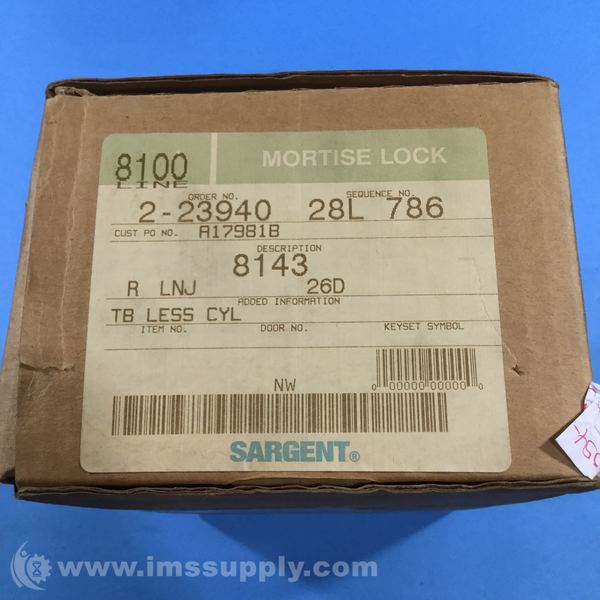 8100 MORTISE LOCK
LINE
ORDER NO. SEQUENCE NO.
2-23940 28L 786
CUST PO NO. A17981B
DESCRIPTION
8143
R LNJ 26D
ADDED INFORMATION
TB LESS CYL
ITEM NO. DOOR NO. KEYSET SYMBOL
NW
0 00000 00000 0
SARGENT®
www.imssupply.com